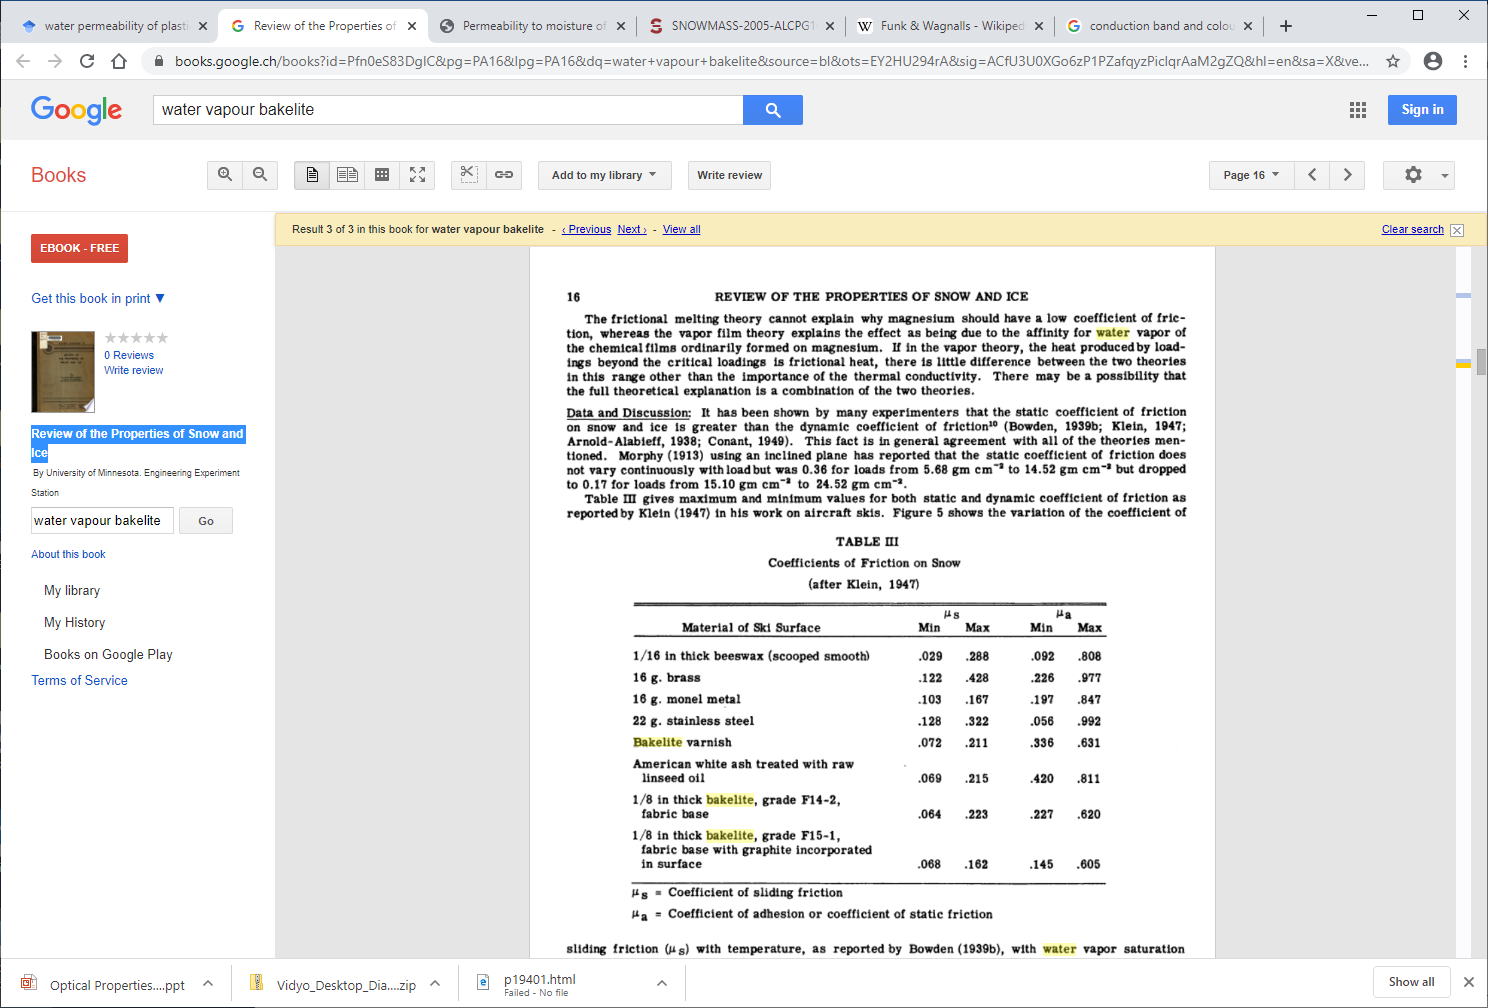 water permeability of plasti
Review of the Properties of
Permeability to moisture of
SNOWMASS-2005-ALCPG1
Funk & Wagnalls - Wikiped
conduction band and colou
books.google.ch/books?id=Pfn0eS83DgIC&pg=PA16&lpg=PA16&dq=water+vapour+bakelite&source=bl&ots=EY2HU294rA&sig=ACfU3U0XGo6zP1PZafqyzPicIqrAaM2gZQ&hl=en&sa=X&ve...
Google
water vapour bakelite
Sign in
Books
Add to my library
Write review
Page 16
EBOOK - FREE
Get this book in print ▼
0 Reviews
Write review
Review of the Properties of Snow and
Ice
By University of Minnesota. Engineering Experiment
Station
water vapour bakelite
Go
About this book
My library
My History
Books on Google Play
Terms of Service
Result 3 of 3 in this book for water vapour bakelite - ‹ Previous Next › - View all
Clear search
16 REVIEW OF THE PROPERTIES OF SNOW AND ICE
The frictional melting theory cannot explain why magnesium should have a low coefficient of fric-
tion, whereas the vapor film theory explains the effect as being due to the affinity for water vapor of
the chemical films ordinarily formed on magnesium. If in the vapor theory, the heat produced by load-
ings beyond the critical loadings is frictional heat, there is little difference between the two theories
in this range other than the importance of the thermal conductivity. There may be a possibility that
the full theoretical explanation is a combination of the two theories.
Data and Discussion: It has been shown by many experimenters that the static coefficient of friction
on snow and ice is greater than the dynamic coefficient of friction¹⁰ (Bowden, 1939b; Klein, 1947;
Arnold-Alabieff, 1938; Conant, 1949). This fact is in general agreement with all of the theories men-
tioned. Morphy (1913) using an inclined plane has reported that the static coefficient of friction does
not vary continuously with load but was 0.36 for loads from 5.68 gm cm⁻² to 14.52 gm cm⁻² but dropped
to 0.17 for loads from 15.10 gm cm⁻² to 24.52 gm cm⁻².
Table III gives maximum and minimum values for both static and dynamic coefficient of friction as
reported by Klein (1947) in his work on aircraft skis. Figure 5 shows the variation of the coefficient of
TABLE III
Coefficients of Friction on Snow
(after Klein, 1947)
μs μa
Material of Ski Surface Min Max Min Max
1/16 in thick beeswax (scooped smooth) .029 .288 .092 .808
16 g. brass .122 .428 .226 .977
16 g. monel metal .103 .167 .197 .847
22 g. stainless steel .128 .322 .056 .992
Bakelite varnish .072 .211 .336 .631
American white ash treated with raw
linseed oil .069 .215 .420 .811
1/8 in thick bakelite, grade F14-2,
fabric base .064 .223 .227 .620
1/8 in thick bakelite, grade F15-1,
fabric base with graphite incorporated
in surface .068 .162 .145 .605
μs = Coefficient of sliding friction
μa = Coefficient of adhesion or coefficient of static friction
sliding friction (μs) with temperature, as reported by Bowden (1939b), with water vapor saturation
Optical Properties....ppt
Vidyo_Desktop_Dia....zip
p19401.html
Failed - No file
Show all